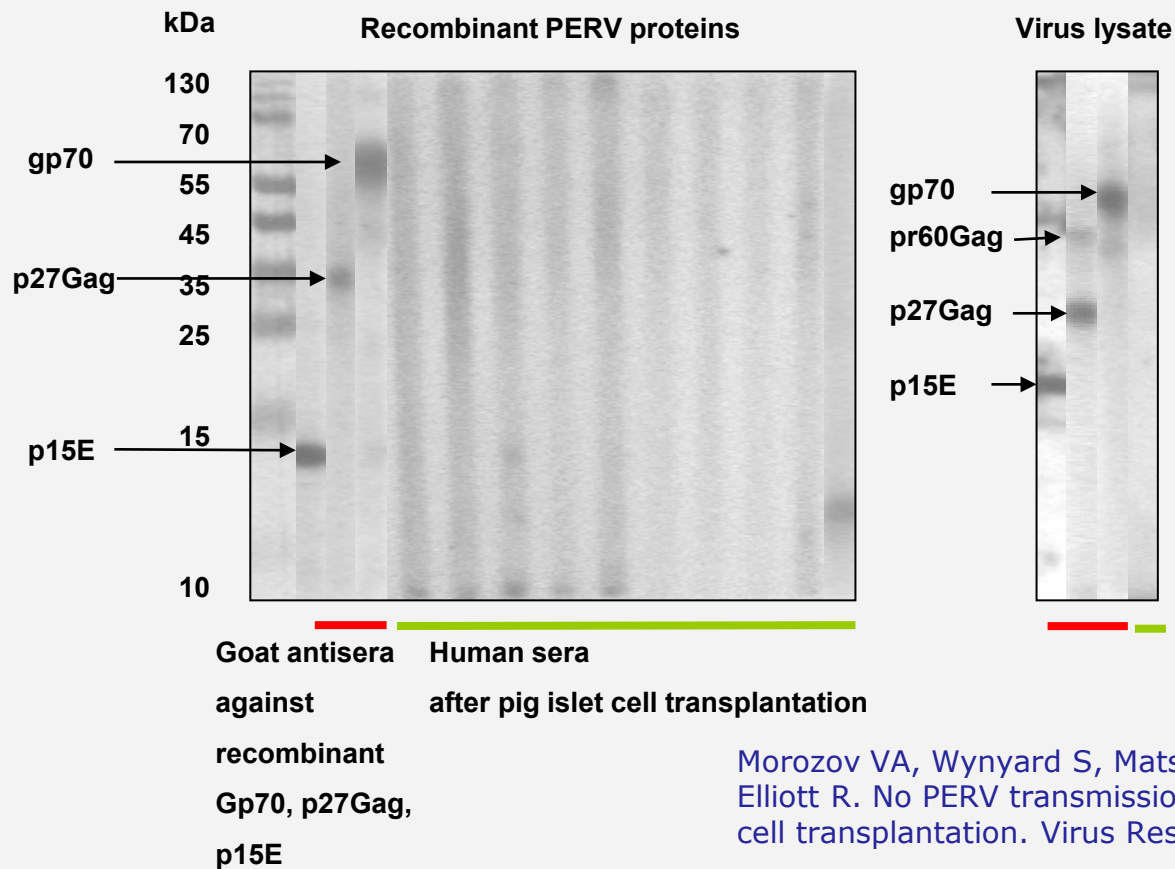 kDa
Recombinant PERV proteins
Virus lysate
130
70
gp70
55
45
p27Gag
35
25
15
p15E
10
gp70
pr60Gag
p27Gag
p15E
Goat antisera
against
recombinant
Gp70, p27Gag,
p15E
Human sera
after pig islet cell transplantation
Morozov VA, Wynyard S, Mats
Elliott R. No PERV transmissio
cell transplantation. Virus Res